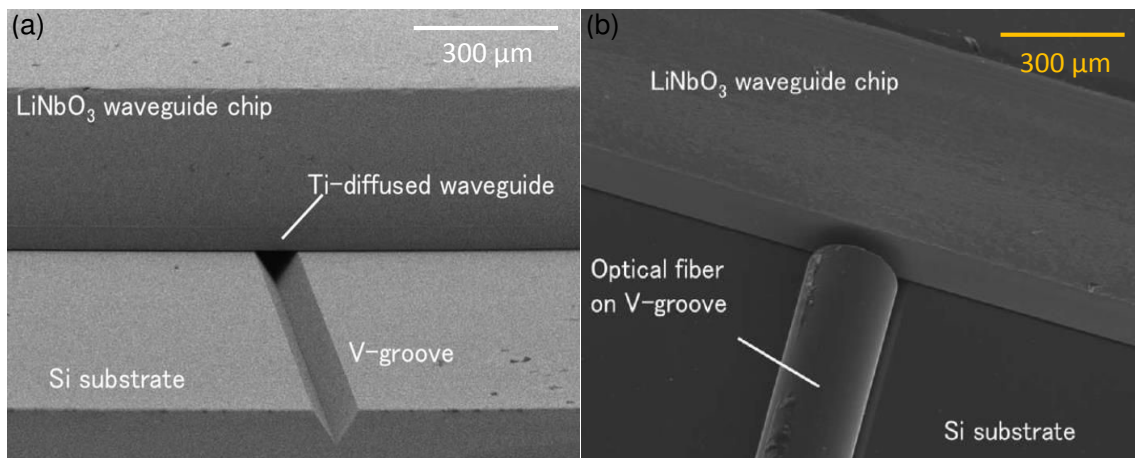 (a)
300 μm
LiNbO₃ waveguide chip
Ti-diffused waveguide
V-groove
Si substrate
(b)
300 μm
LiNbO₃ waveguide chip
Optical fiber
on V-groove
Si substrate